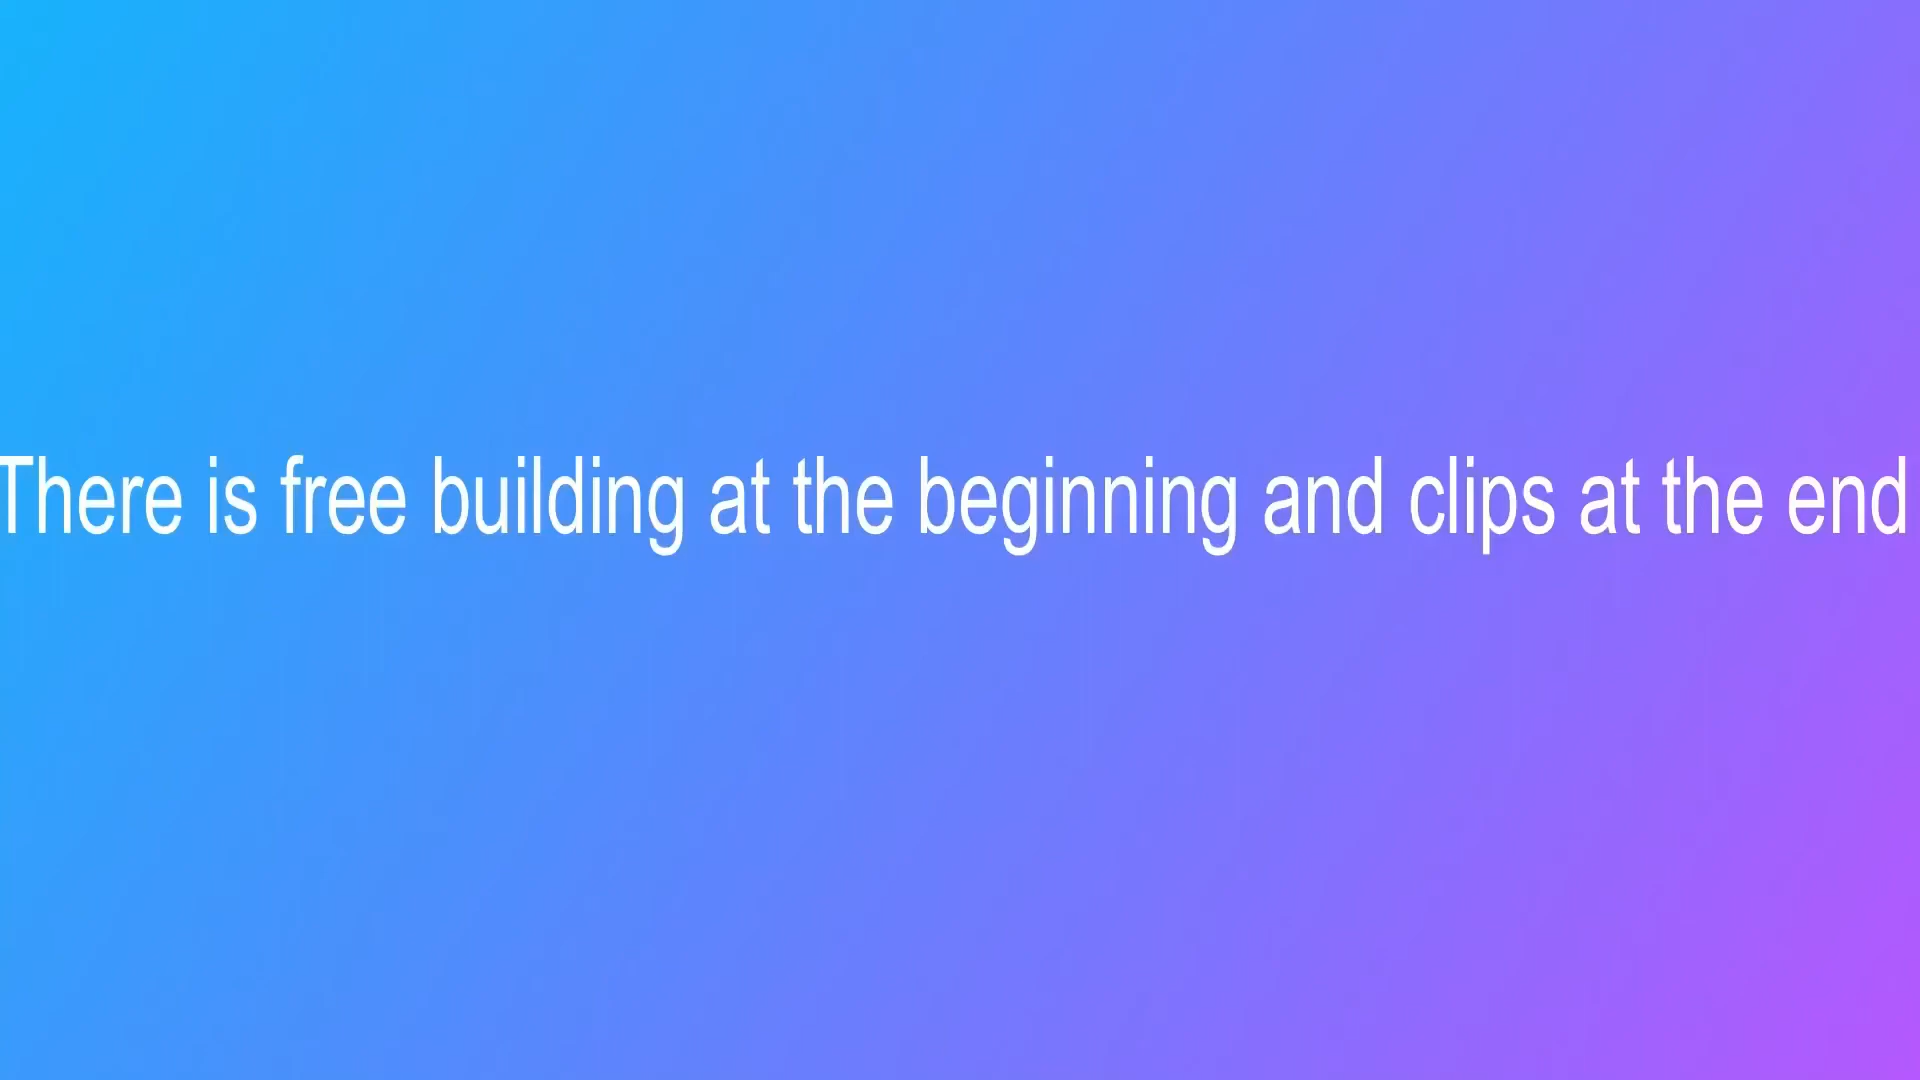 There is free building at the beginning and clips at the end